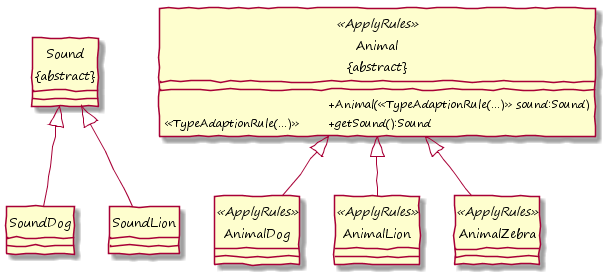 Sound
{abstract}
«ApplyRules»
Animal
{abstract}
+Animal(«TypeAdaptionRule(...)» sound:Sound)
«TypeAdaptionRule(...)» +getSound():Sound
SoundDog
SoundLion
«ApplyRules»
AnimalDog
«ApplyRules»
AnimalLion
«ApplyRules»
AnimalZebra